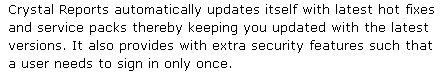 Crystal Reports automatically updates itself with latest hot fixes
and service packs thereby keeping you updated with the latest
versions. It also provides with extra security features such that
a user needs to sign in only once.